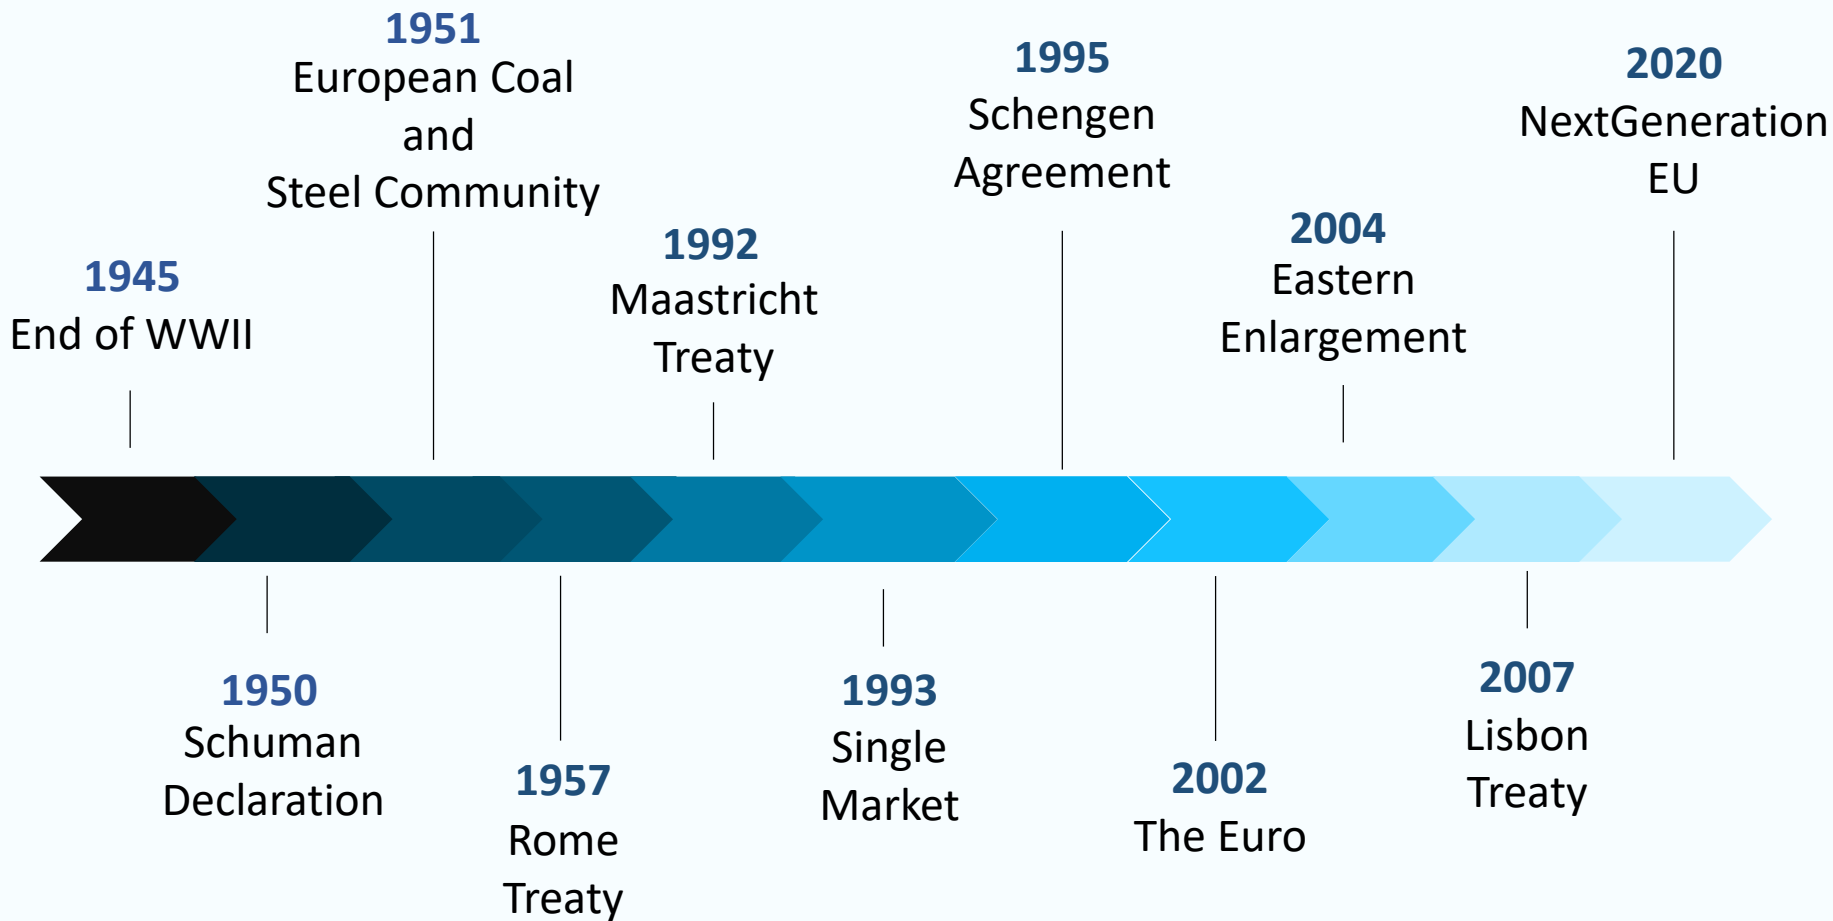 1945
End of WWII
1950
Schuman
Declaration
1951
European Coal
and
Steel Community
1957
Rome
Treaty
1992
Maastricht
Treaty
1993
Single
Market
1995
Schengen
Agreement
2002
The Euro
2004
Eastern
Enlargement
2007
Lisbon
Treaty
2020
NextGeneration
EU